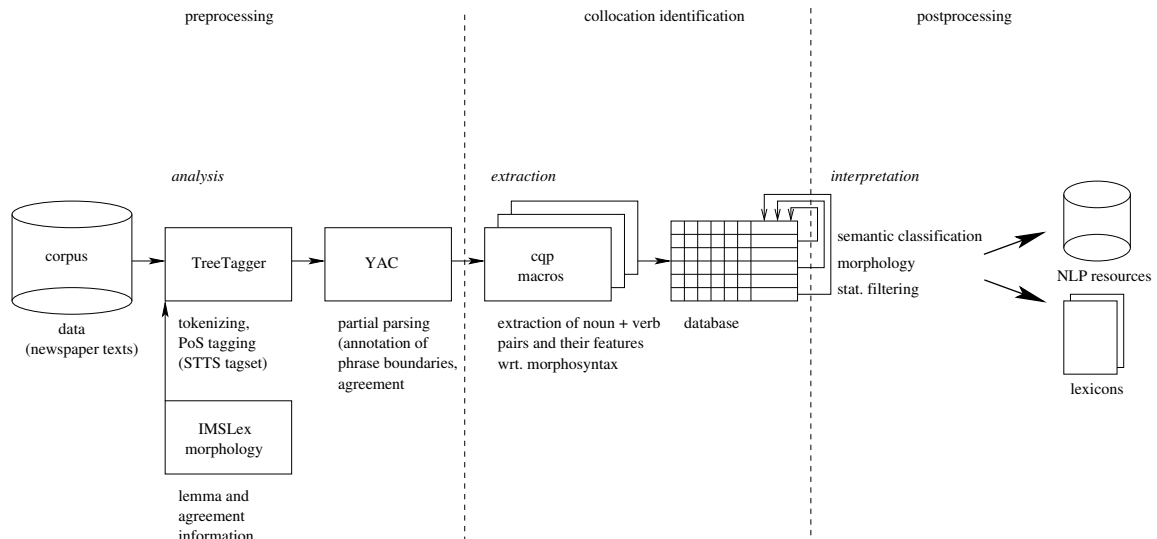 preprocessing
collocation identification
postprocessing
analysis
extraction
interpretation
corpus
TreeTagger
YAC
cqp
macros
semantic classification
morphology
stat. filtering
NLP resources
data
(newspaper texts)
tokenizing,
PoS tagging
(STTS tagset)
partial parsing
(annotation of
phrase boundaries,
agreement
extraction of noun + verb
pairs and their features
wrt. morphosyntax
database
lexicons
IMSLex
morphology
lemma and
agreement
information